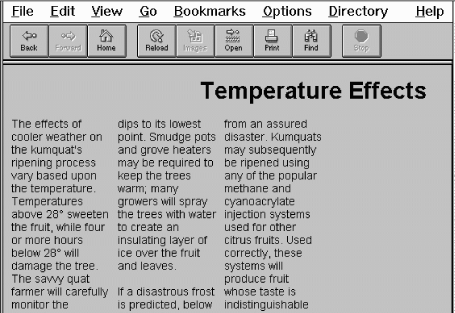 File Edit View Go Bookmarks Options Directory Help
Back Forward Home Reload Images Open Print Find Stop
Temperature Effects
The effects of
cooler weather on
the kumquat's
ripening process
vary based upon
the temperature.
Temperatures
above 28° sweeten
the fruit, while four
or more hours
below 28° will
damage the tree.
The savvy quat
farmer will carefully
monitor the
dips to its lowest
point. Smudge pots
and grove heaters
may be required to
keep the trees
warm; many
growers will spray
the trees with water
to create an
insulating layer of
ice over the fruit
and leaves.
If a disastrous frost
is predicted, below
from an assured
disaster. Kumquats
may subsequently
be ripened using
any of the popular
methane and
cyanoacrylate
injection systems
used for other
citrus fruits. Used
correctly, these
systems will
produce fruit
whose taste is
indistinguishable